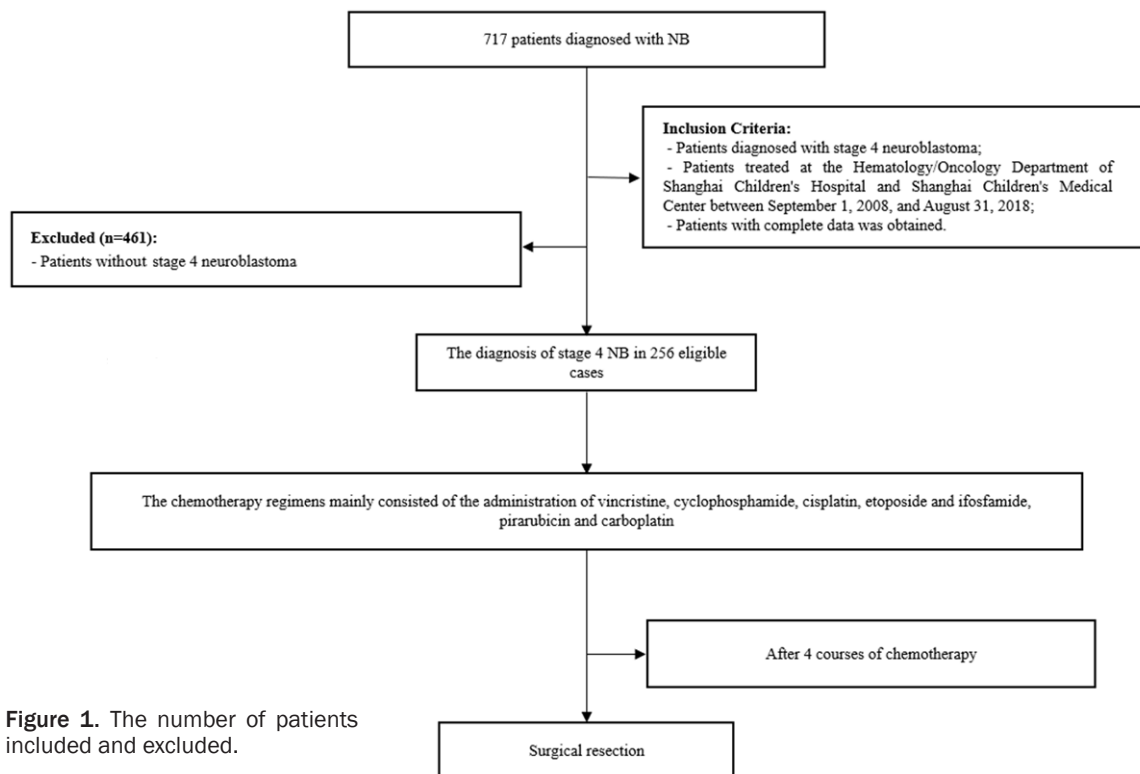 717 patients diagnosed with NB
Inclusion Criteria:
- Patients diagnosed with stage 4 neuroblastoma;
- Patients treated at the Hematology/Oncology Department of
Shanghai Children's Hospital and Shanghai Children's Medical
Center between September 1, 2008, and August 31, 2018;
- Patients with complete data was obtained.
Excluded (n=461):
- Patients without stage 4 neuroblastoma
The diagnosis of stage 4 NB in 256 eligible
cases
The chemotherapy regimens mainly consisted of the administration of vincristine, cyclophosphamide, cisplatin, etoposide and ifosfamide,
pirarubicin and carboplatin
After 4 courses of chemotherapy
Surgical resection
Figure 1. The number of patients
included and excluded.